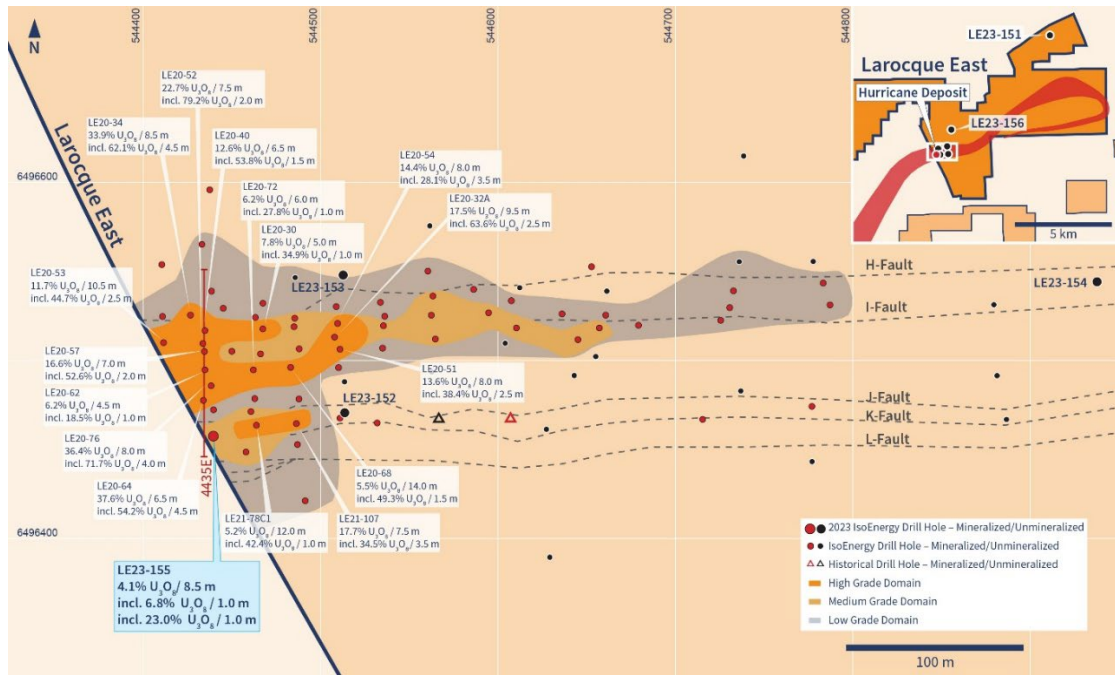 544400
544500
544600
544700
544800
N
LE23-151
Larocque East
Hurricane Deposit
LE23-156
5 km
LE20-52
22.7% U₃O₈ / 7.5 m
incl. 79.2% U₃O₈ / 2.0 m
LE20-34
33.9% U₃O₈ / 8.5 m
incl. 62.1% U₃O₈ / 4.5 m
LE20-40
12.6% U₃O₈ / 6.5 m
incl. 53.8% U₃O₈ / 1.5 m
LE20-54
14.4% U₃O₈ / 8.0 m
incl. 28.1% U₃O₈ / 3.5 m
LE20-72
6.2% U₃O₈ / 6.0 m
incl. 27.8% U₃O₈ / 1.0 m
LE20-32A
17.5% U₃O₈ / 9.5 m
incl. 63.6% U₃O₈ / 2.5 m
LE20-30
7.8% U₃O₈ / 5.0 m
incl. 34.9% U₃O₈ / 1.0 m
6496600
Larocque East
LE20-53
11.7% U₃O₈ / 10.5 m
incl. 44.7% U₃O₈ / 2.5 m
LE23-153
H-Fault
LE23-154
I-Fault
LE20-57
16.6% U₃O₈ / 7.0 m
incl. 52.6% U₃O₈ / 2.0 m
LE20-51
13.6% U₃O₈ / 8.0 m
incl. 38.4% U₃O₈ / 2.5 m
LE20-62
6.2% U₃O₈ / 4.5 m
incl. 18.5% U₃O₈ / 1.0 m
LE23-152
J-Fault
K-Fault
L-Fault
LE20-76
36.4% U₃O₈ / 8.0 m
incl. 71.7% U₃O₈ / 4.0 m
4435E
LE20-68
5.5% U₃O₈ / 14.0 m
incl. 49.3% U₃O₈ / 1.5 m
LE20-64
37.6% U₃O₈ / 6.5 m
incl. 54.2% U₃O₈ / 4.5 m
LE21-78C1
5.2% U₃O₈ / 12.0 m
incl. 42.4% U₃O₈ / 1.0 m
LE21-107
17.7% U₃O₈ / 7.5 m
incl. 34.5% U₃O₈ / 3.5 m
6496400
LE23-155
4.1% U₃O₈ / 8.5 m
incl. 6.8% U₃O₈ / 1.0 m
incl. 23.0% U₃O₈ / 1.0 m
2023 IsoEnergy Drill Hole – Mineralized/Unmineralized
IsoEnergy Drill Hole – Mineralized/Unmineralized
Historical Drill Hole – Mineralized/Unmineralized
High Grade Domain
Medium Grade Domain
Low Grade Domain
100 m